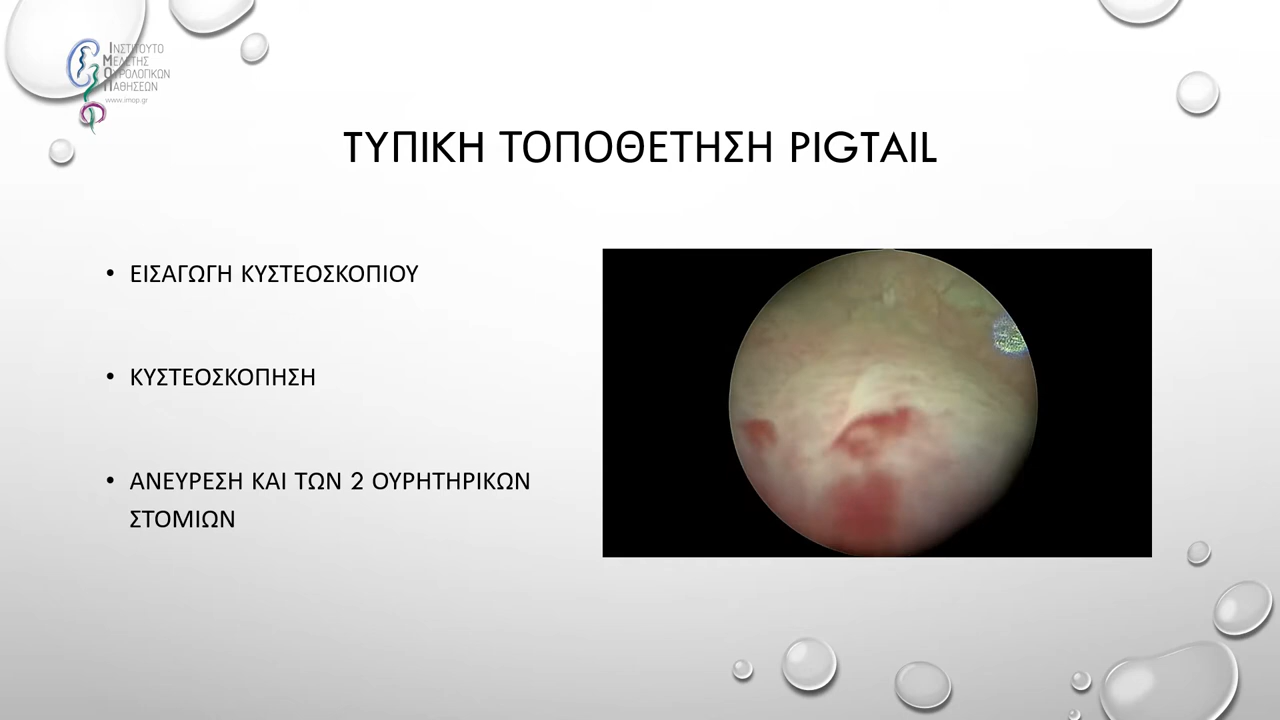 ΙΝΣΤΙΤΟΥΤΟ
ΜΕΛΕΤΗΣ
ΟΥΡΟΛΟΓΙΚΩΝ
ΠΑΘΗΣΕΩΝ
www.imop.gr
ΤΥΠΙΚΗ ΤΟΠΟΘΕΤΗΣΗ PIGTAIL
• ΕΙΣΑΓΩΓΗ ΚΥΣΤΕΟΣΚΟΠΙΟΥ
• ΚΥΣΤΕΟΣΚΟΠΗΣΗ
• ΑΝΕΥΡΕΣΗ ΚΑΙ ΤΩΝ 2 ΟΥΡΗΤΗΡΙΚΩΝ
ΣΤΟΜΙΩΝ